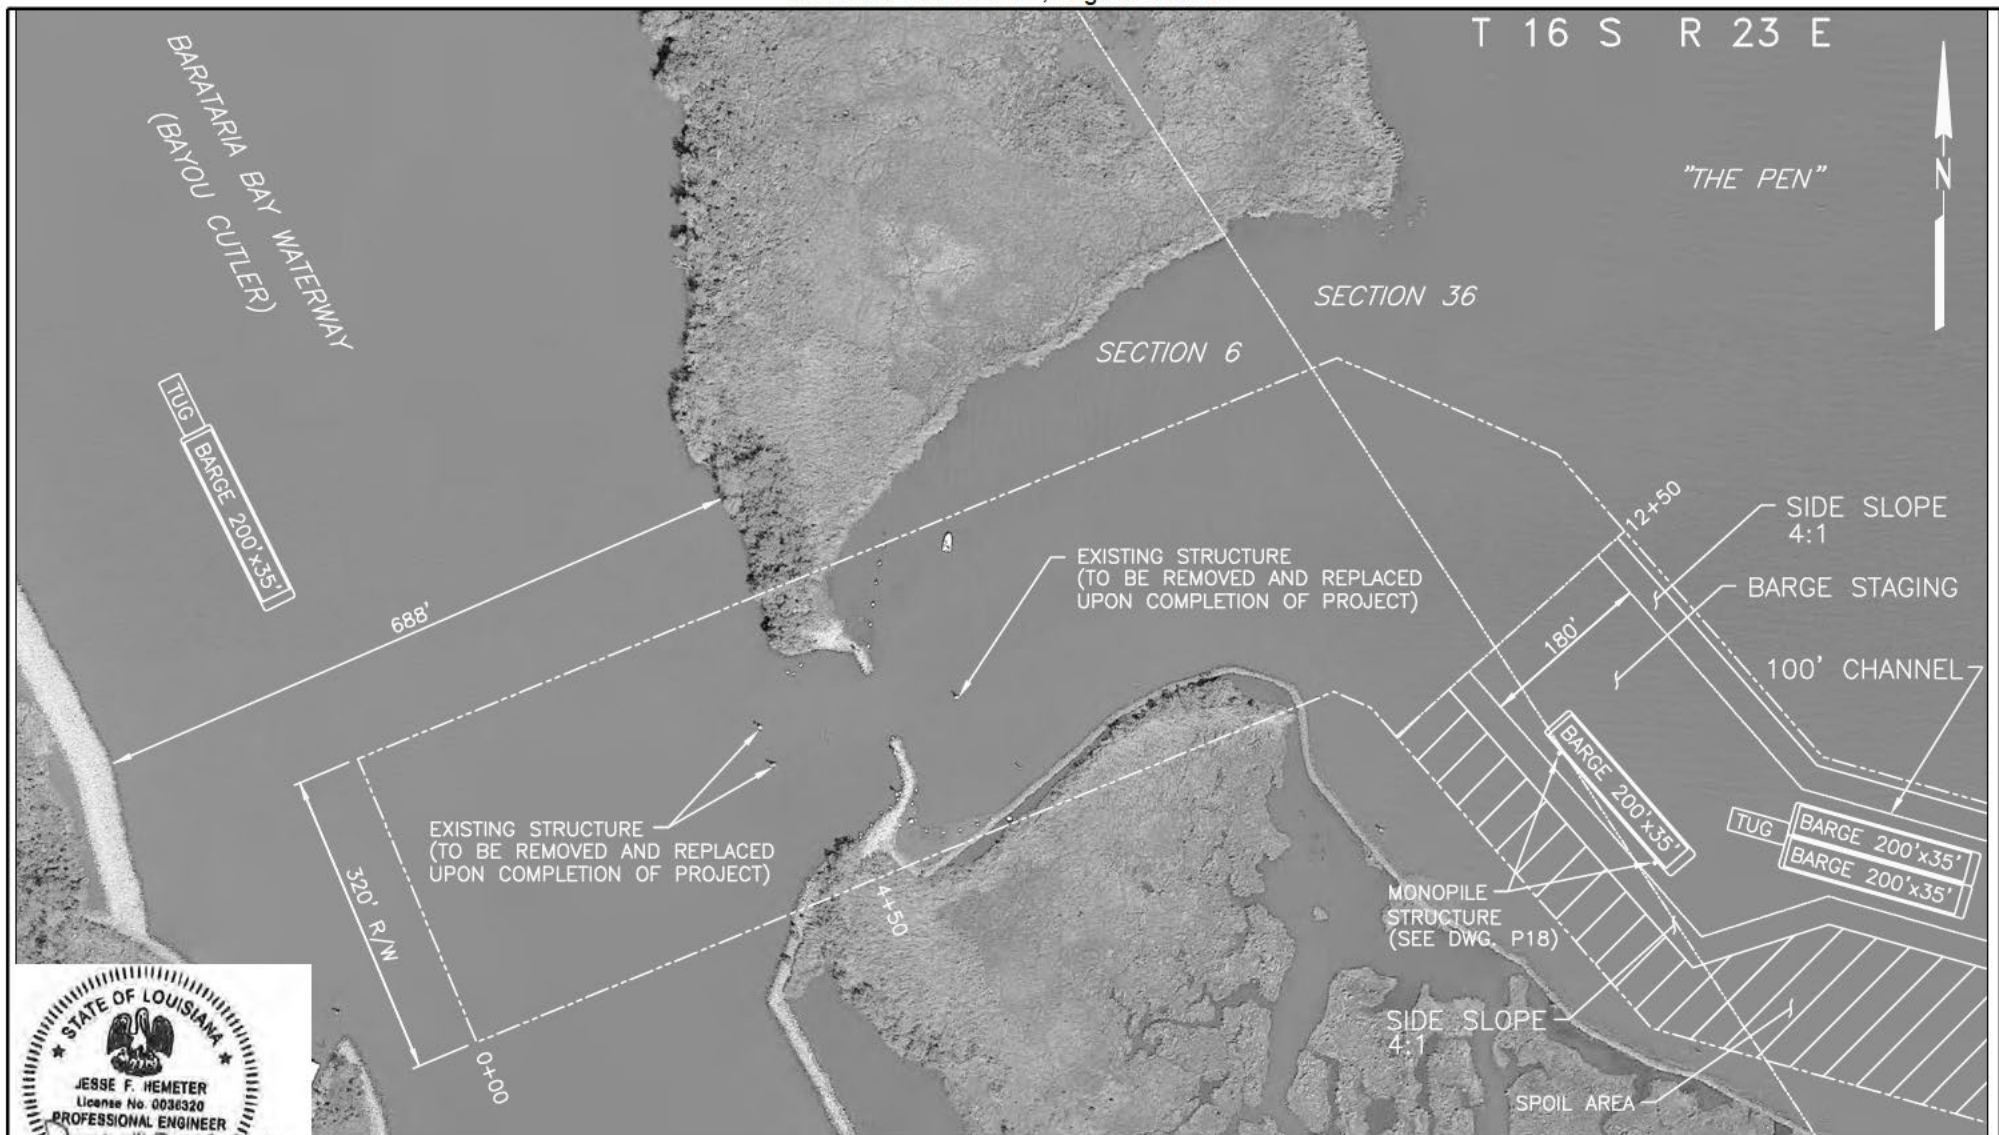 T 16 S R 23 E
BARATARIA BAY WATERWAY
(BAYOU CUTLER)
"THE PEN"
N
SECTION 36
SECTION 6
TUG
BARGE 200'x35'
688'
12+50
SIDE SLOPE
4:1
EXISTING STRUCTURE
(TO BE REMOVED AND REPLACED
UPON COMPLETION OF PROJECT)
BARGE STAGING
180'
100' CHANNEL
BARGE 200'x35'
TUG
BARGE 200'x35'
BARGE 200'x35'
EXISTING STRUCTURE
(TO BE REMOVED AND REPLACED
UPON COMPLETION OF PROJECT)
320' R/W
4+50
MONOPILE
STRUCTURE
(SEE DWG. P18)
SIDE SLOPE
4:1
0+00
SPOIL AREA
STATE OF LOUISIANA
JESSE F. HEMETER
License No. 0036320
PROFESSIONAL ENGINEER